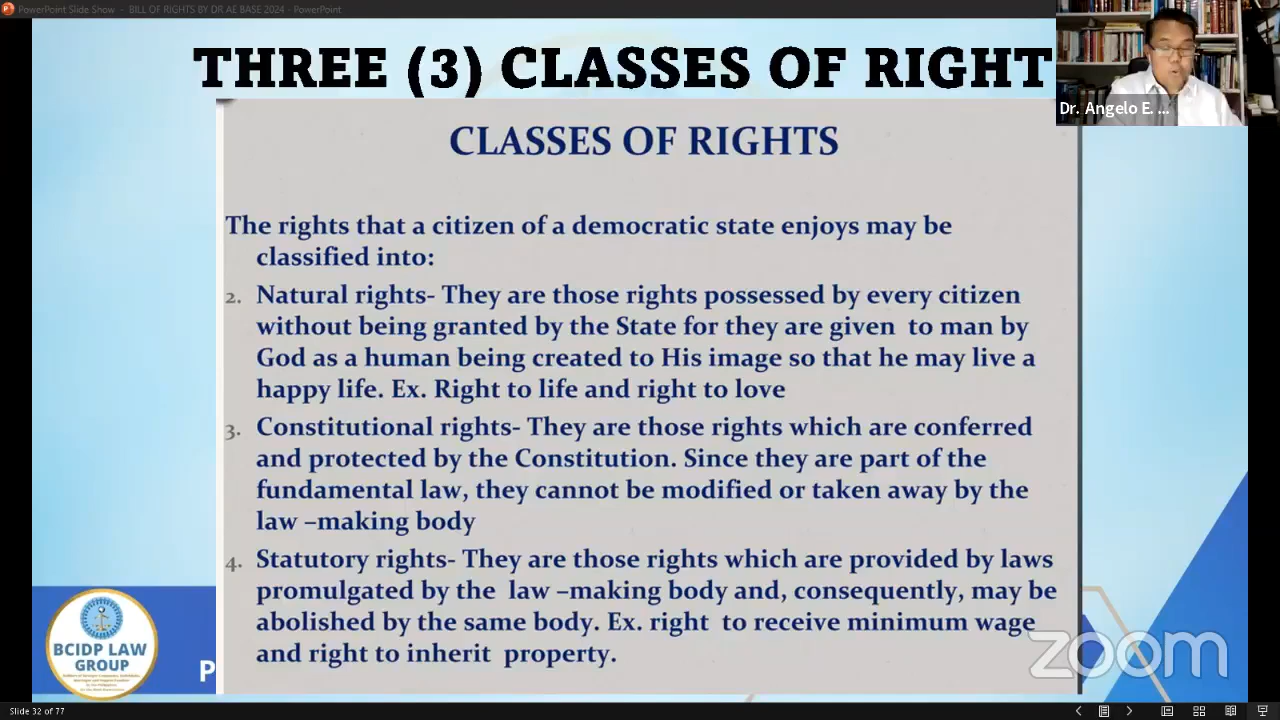 PowerPoint Slide Show - BILL OF RIGHTS BY DR AE BASE 2024 - PowerPoint
THREE (3) CLASSES OF RIGHT
Dr. Angelo E. ...
CLASSES OF RIGHTS
The rights that a citizen of a democratic state enjoys may be
classified into:
2. Natural rights- They are those rights possessed by every citizen
without being granted by the State for they are given to man by
God as a human being created to His image so that he may live a
happy life. Ex. Right to life and right to love
3. Constitutional rights- They are those rights which are conferred
and protected by the Constitution. Since they are part of the
fundamental law, they cannot be modified or taken away by the
law –making body
4. Statutory rights- They are those rights which are provided by laws
promulgated by the law –making body and, consequently, may be
abolished by the same body. Ex. right to receive minimum wage
and right to inherit property.
BCIDP LAW
GROUP
P
zoom
Slide 32 of 77